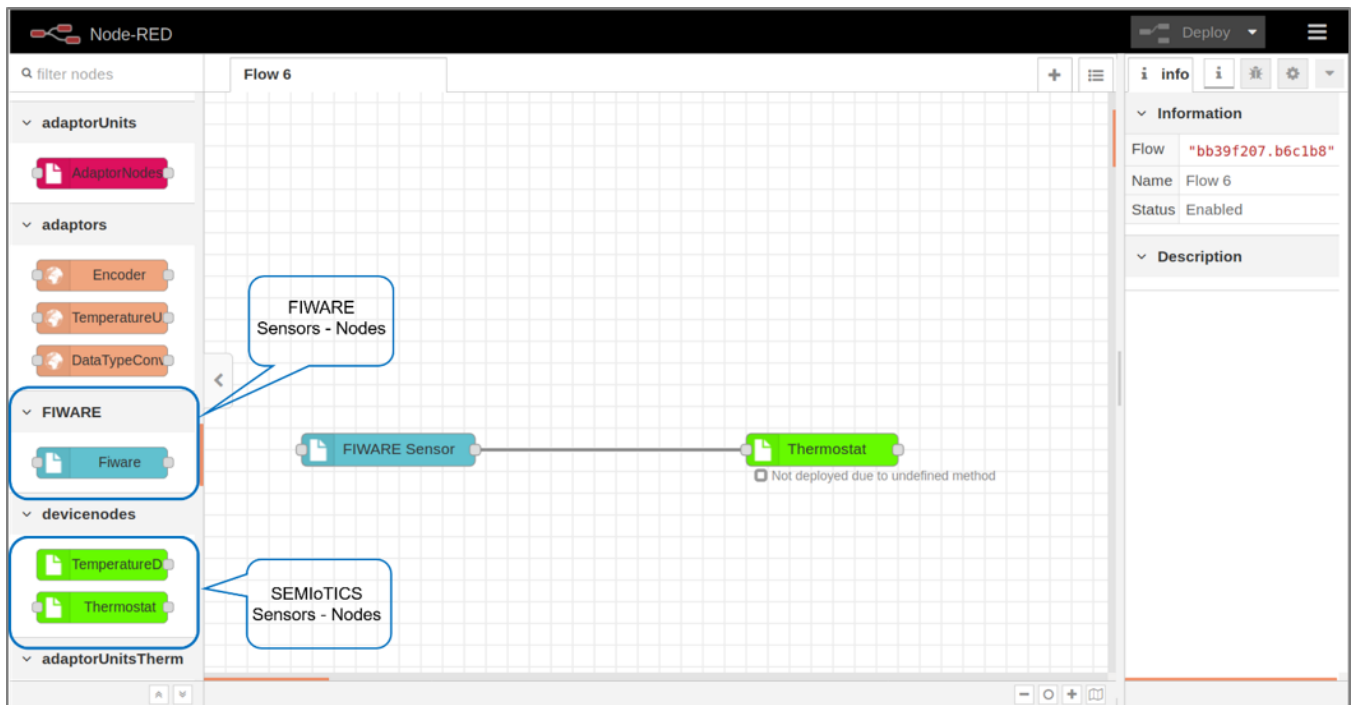 Node-RED
Deploy
filter nodes
Flow 6
info
adaptorUnits
AdaptorNodes
adaptors
Encoder
TemperatureU
DataTypeConv
FIWARE
Fiware
devicenodes
TemperatureD
Thermostat
adaptorUnitsTherm
FIWARE
Sensors - Nodes
FIWARE Sensor
Thermostat
Not deployed due to undefined method
SEMIoTICS
Sensors - Nodes
Information
Flow "bb39f207.b6c1b8"
Name Flow 6
Status Enabled
Description